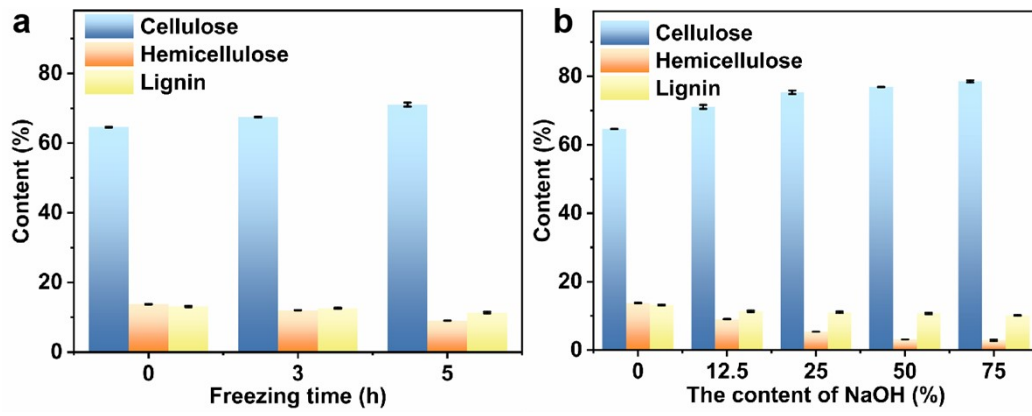 a
Cellulose
Hemicellulose
Lignin
80
60
40
20
0
Content (%)
0 3 5
Freezing time (h)
b
Cellulose
Hemicellulose
Lignin
80
60
40
20
0
Content (%)
0 12.5 25 50 75
The content of NaOH (%)